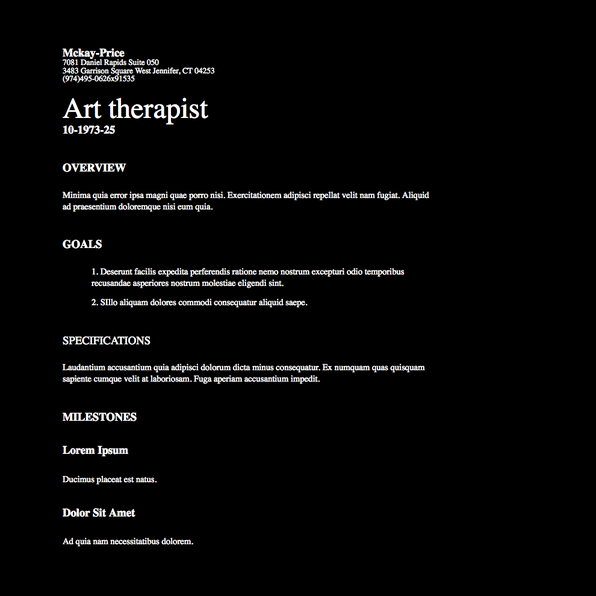 Mckay-Price
7081 Daniel Rapids Suite 050
3483 Garrison Square West Jennifer, CT 04253
(974)495-0626x91535
Art therapist
10-1973-25
OVERVIEW
Minima quia error ipsa magni quae porro nisi. Exercitationem adipisci repellat velit nam fugiat. Aliquid
ad praesentium doloremque nisi eum quia.
GOALS
1. Deserunt facilis expedita perferendis ratione nemo nostrum excepturi odio temporibus
recusandae asperiores nostrum molestiae eligendi sint.
2. SIllo aliquam dolores commodi consequatur aliquid saepe.
SPECIFICATIONS
Laudantium accusantium quia adipisci dolorum dicta minus consequatur. Ex numquam quas quisquam
sapiente cumque velit at laboriosam. Fuga aperiam accusantium impedit.
MILESTONES
Lorem Ipsum
Ducimus placeat est natus.
Dolor Sit Amet
Ad quia nam necessitatibus dolorem.